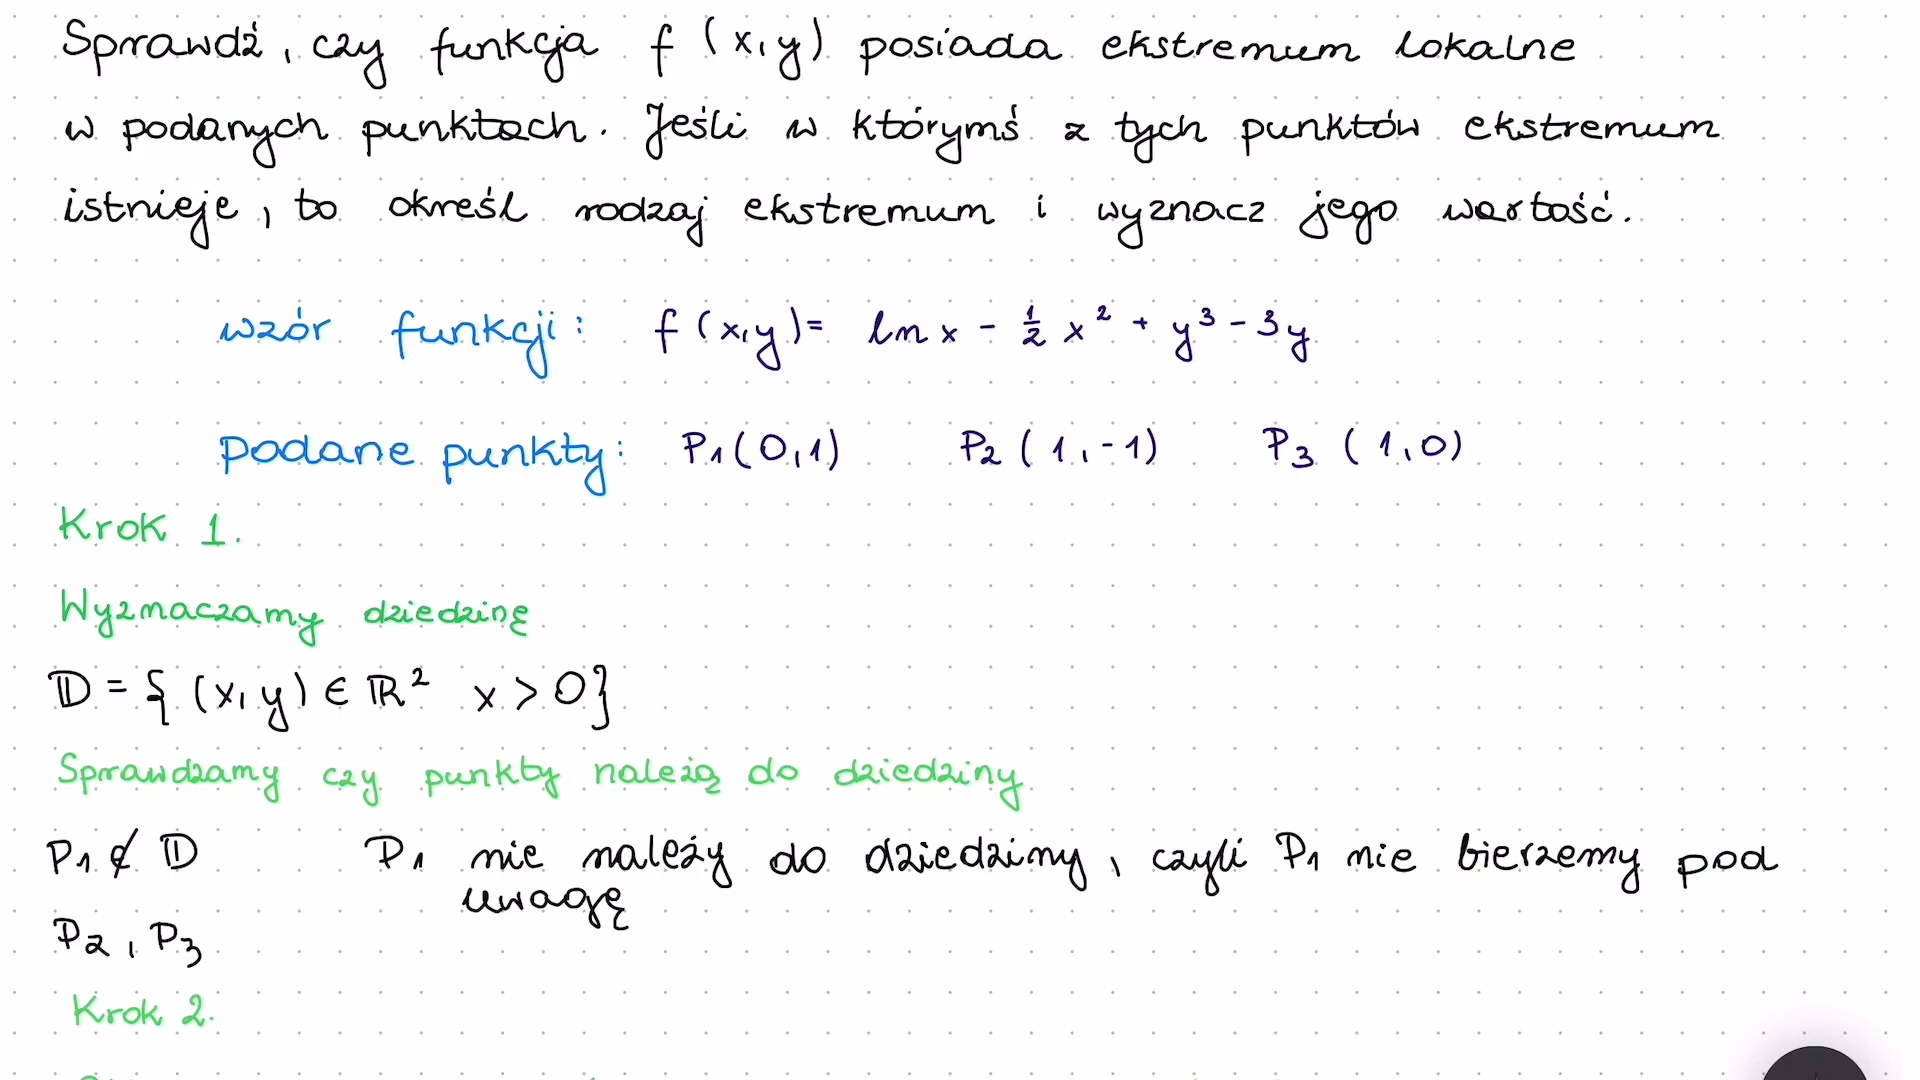 Sprawdź, czy funkcja f (x,y) posiada ekstremum lokalne
w podanych punktach. Jeśli w którymś z tych punktów ekstremum
istnieje, to określ rodzaj ekstremum i wyznacz jego wartość.
wzór funkcji: f (x,y)= ln x - 1/2 x² + y³ - 3y
podane punkty: P₁(0,1) P₂ (1,-1) P₃ (1,0)
Krok 1.
Wyznaczamy dziedzinę
D = { (x,y) ∈ ℝ² x > 0}
Sprawdzamy czy punkty należą do dziedziny
P₁ ∉ D P₁ nie należy do dziedziny, czyli P₁ nie bierzemy pod
uwagę
P₂, P₃
Krok 2.